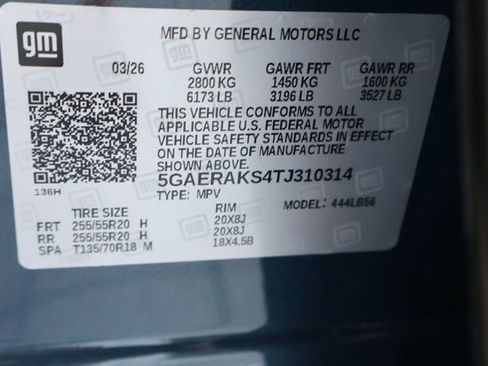 gm
MFD BY GENERAL MOTORS LLC
03/26 GVWR GAWR FRT GAWR RR
2800 KG 1450 KG 1600 KG
6173 LB 3196 LB 3527 LB
THIS VEHICLE CONFORMS TO ALL
APPLICABLE U.S. FEDERAL MOTOR
VEHICLE SAFETY STANDARDS IN EFFECT
ON THE DATE OF MANUFACTURE
SHOWN ABOVE.
136H 5GAERAKS4TJ310314
TYPE: MPV MODEL: 444LB56
TIRE SIZE RIM
FRT 255/55R20 H 20X8J
RR 255/55R20 H 20X8J
SPA T135/70R18 M 18X4.5B